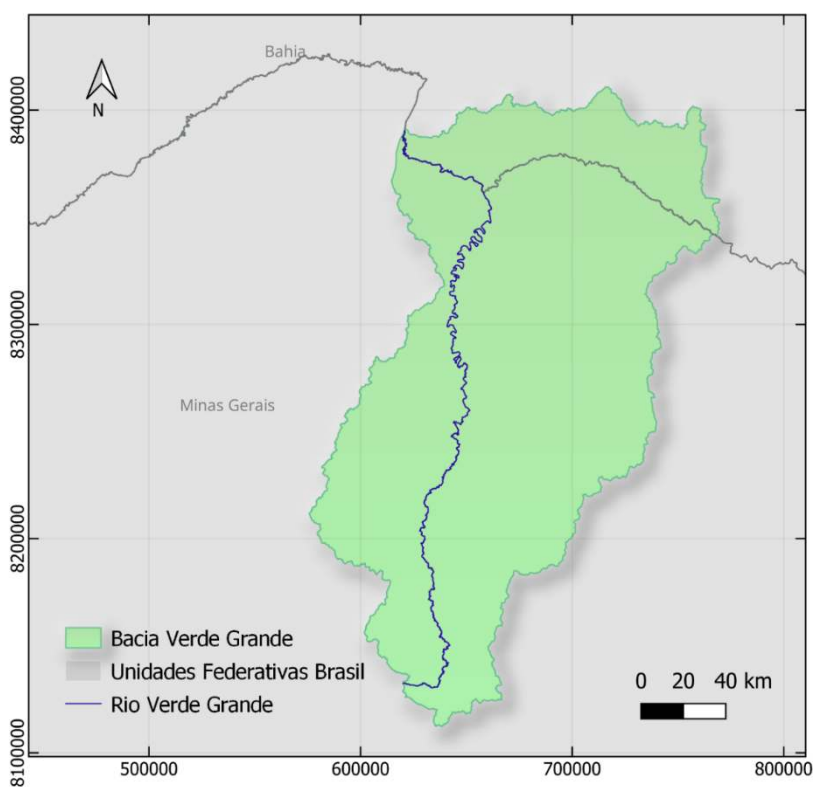 Bahia
N
8400000
8300000
Minas Gerais
8200000
Bacia Verde Grande
Unidades Federativas Brasil
Rio Verde Grande
0 20 40 km
8100000
500000 600000 700000 800000